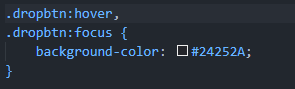 .dropbtn:hover,
.dropbtn:focus {
    background-color: #24252A;
}